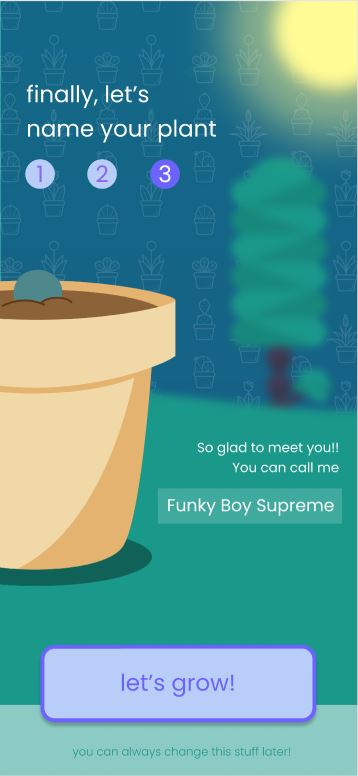 finally, let's
name your plant
1 2 3
So glad to meet you!!
You can call me
Funky Boy Supreme
let's grow!
you can always change this stuff later!